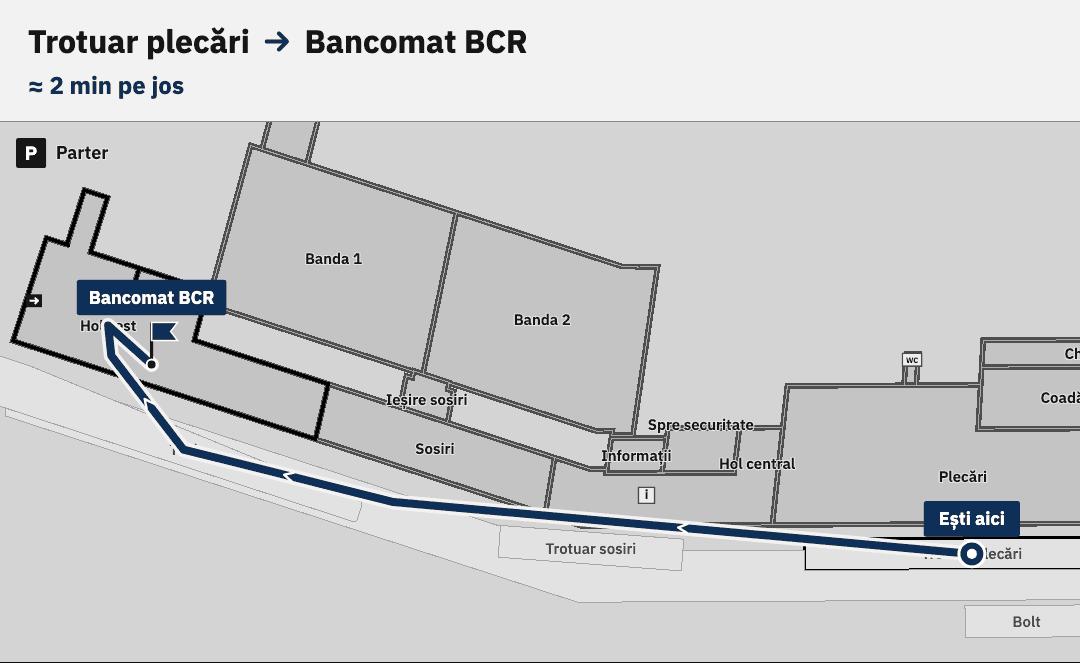 Trotuar plecări → Bancomat BCR
≈ 2 min pe jos
P Parter
Banda 1
Banda 2
Bancomat BCR
wc
Ieșire sosiri
Spre securitate
Sosiri
Informații
Hol central
Plecări
i
Ești aici
Trotuar sosiri
Bolt